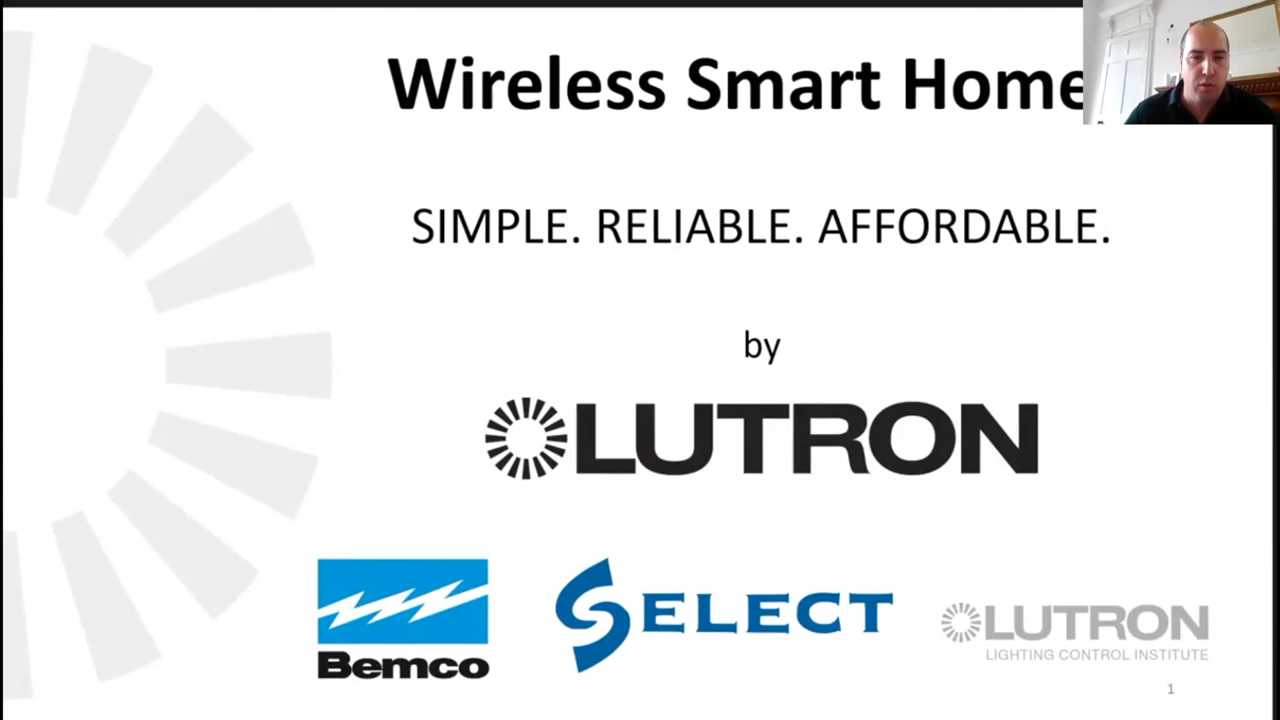 Wireless Smart Home
SIMPLE. RELIABLE. AFFORDABLE.
by
LUTRON
Bemco
SELECT
LUTRON
LIGHTING CONTROL INSTITUTE
1